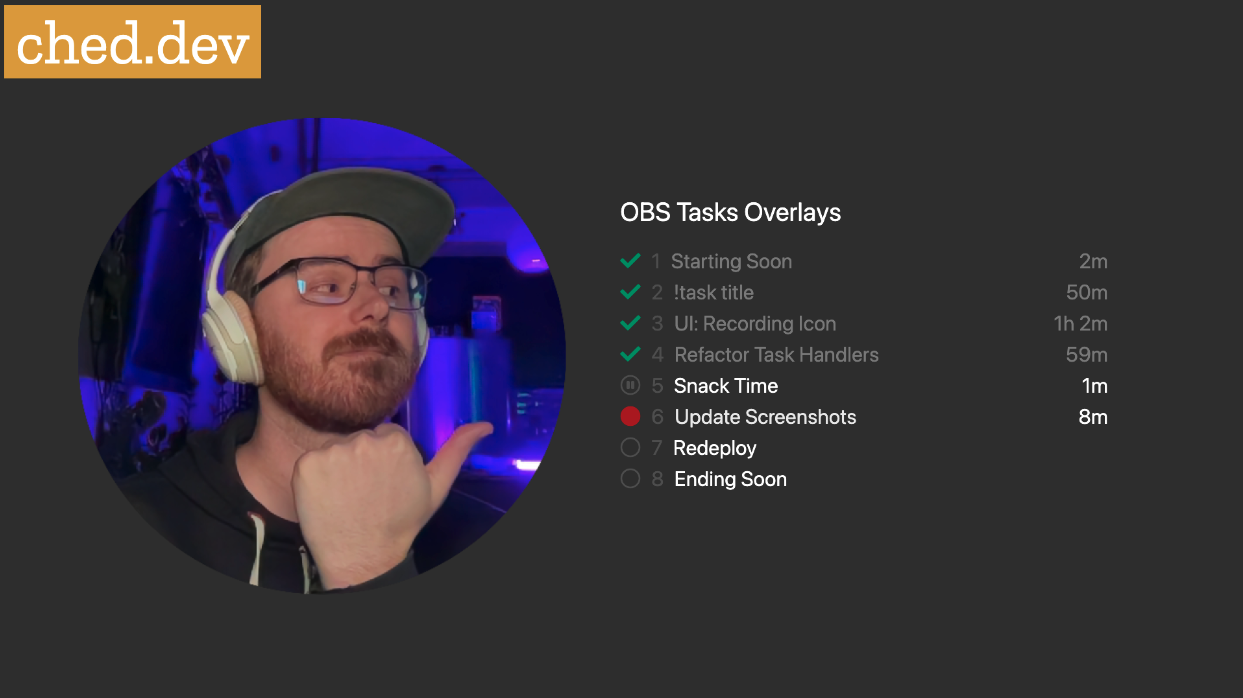 ched.dev
OBS Tasks Overlays
1 Starting Soon 2m
2 !task title 50m
3 UI: Recording Icon 1h 2m
4 Refactor Task Handlers 59m
5 Snack Time 1m
6 Update Screenshots 8m
7 Redeploy
8 Ending Soon